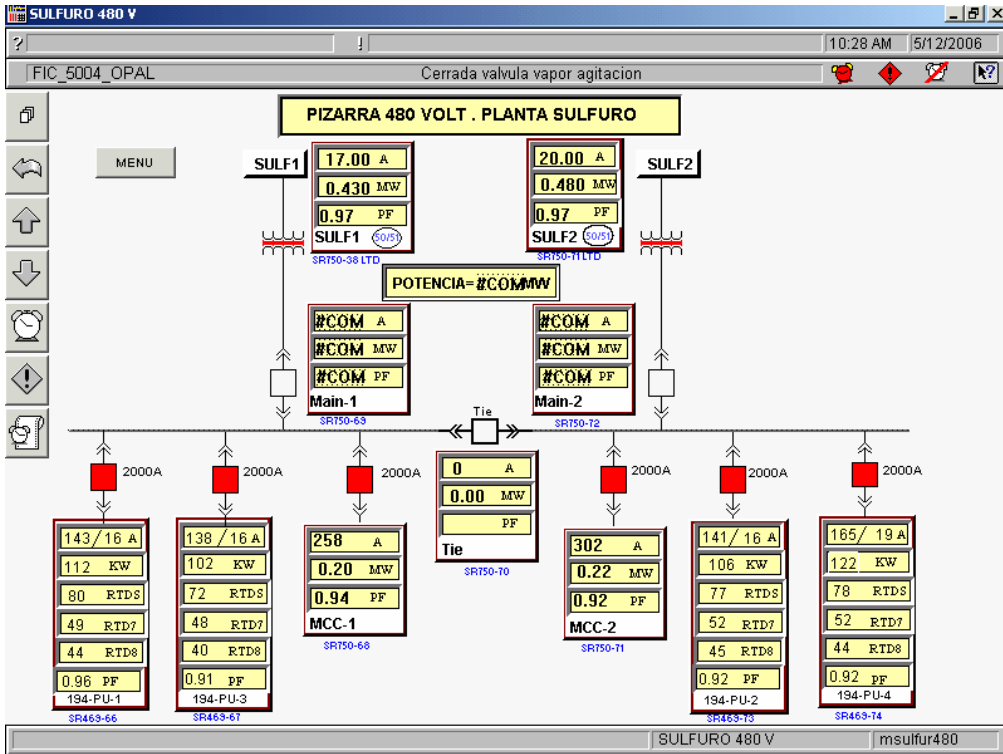 SULFURO 480 V
?
!
10:28 AM
5/12/2006
FIC_5004_OPAL
Cerrada valvula vapor agitacion
PIZARRA 480 VOLT . PLANTA SULFURO
MENU
SULF1
17.00 A
0.430 MW
0.97 PF
SULF1 50/51
SR750-38 LTD
20.00 A
0.480 MW
0.97 PF
SULF2 50/51
SR750-71LTD
SULF2
POTENCIA= #COM MW
#COM A
#COM MW
#COM PF
Main-1
SR750-69
#COM A
#COM MW
#COM PF
Main-2
SR750-72
Tie
2000A
2000A
2000A
2000A
2000A
2000A
143/ 16 A
112 KW
80 RTDS
49 RTD7
44 RTD8
0.96 PF
194-PU-1
SR469-66
138 / 16 A
102 KW
72 RTDS
48 RTD7
40 RTD8
0.91 PF
194-PU-3
SR469-67
258 A
0.20 MW
0.94 PF
MCC-1
SR750-68
0 A
0.00 MW
PF
Tie
SR750-70
302 A
0.22 MW
0.92 PF
MCC-2
SR750-71
141/ 16 A
106 KW
77 RTDS
52 RTD7
45 RTD8
0.92 PF
194-PU-2
SR469-73
165/ 19 A
122 KW
78 RTDS
52 RTD7
44 RTD8
0.92 PF
194-PU-4
SR469-74
SULFURO 480 V
msulfur480